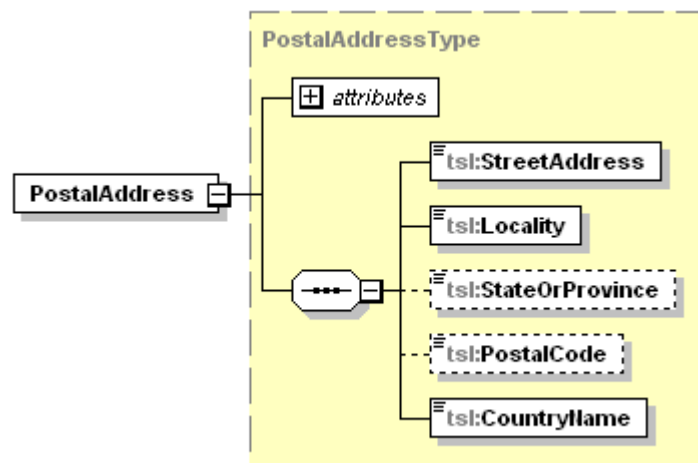 PostalAddressType
attributes
PostalAddress
tsl:StreetAddress
tsl:Locality
tsl:StateOrProvince
tsl:PostalCode
tsl:CountryName